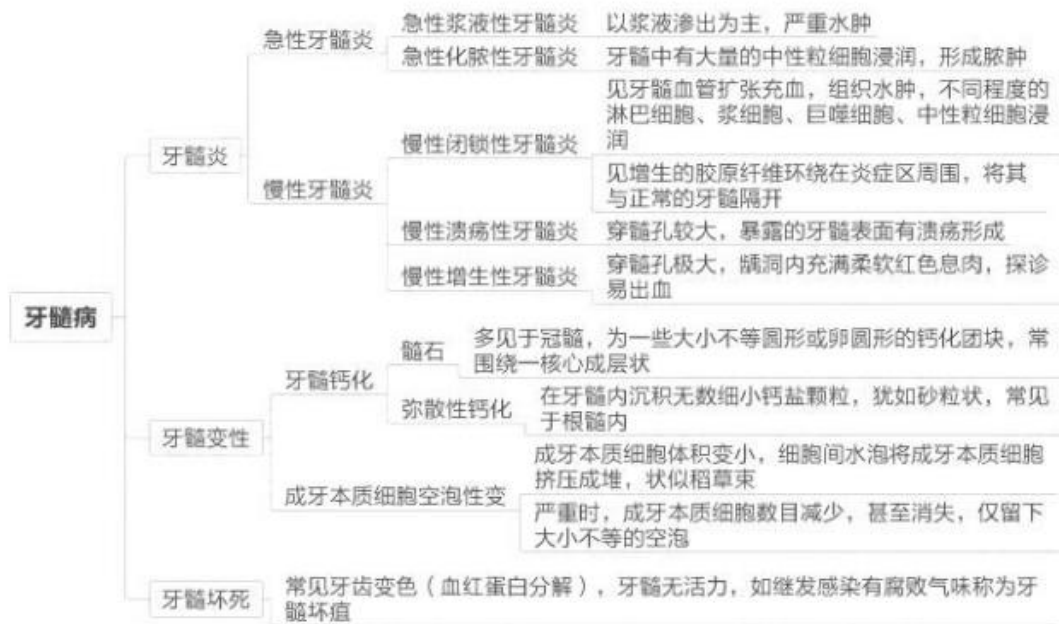 牙髓病
牙髓炎
急性牙髓炎
急性浆液性牙髓炎
以浆液渗出为主，严重水肿
急性化脓性牙髓炎
牙髓中有大量的中性粒细胞浸润，形成脓肿
慢性牙髓炎
慢性闭锁性牙髓炎
见牙髓血管扩张充血，组织水肿，不同程度的
淋巴细胞、浆细胞、巨噬细胞、中性粒细胞浸
润
见增生的胶原纤维环绕在炎症区周围，将其
与正常的牙髓隔开
慢性溃疡性牙髓炎
穿髓孔较大，暴露的牙髓表面有溃疡形成
慢性增生性牙髓炎
穿髓孔极大，龋洞内充满柔软红色息肉，探诊
易出血
牙髓变性
牙髓钙化
髓石
多见于冠髓，为一些大小不等圆形或卵圆形的钙化团块，常
围绕一核心成层状
弥散性钙化
在牙髓内沉积无数细小钙盐颗粒，犹如砂粒状，常见
于根髓内
成牙本质细胞空泡性变
成牙本质细胞体积变小，细胞间水泡将成牙本质细胞
挤压成堆，状似稻草束
严重时，成牙本质细胞数目减少，甚至消失，仅留下
大小不等的空泡
牙髓坏死
常见牙齿变色（血红蛋白分解），牙髓无活力，如继发感染有腐败气味称为牙
髓坏疽